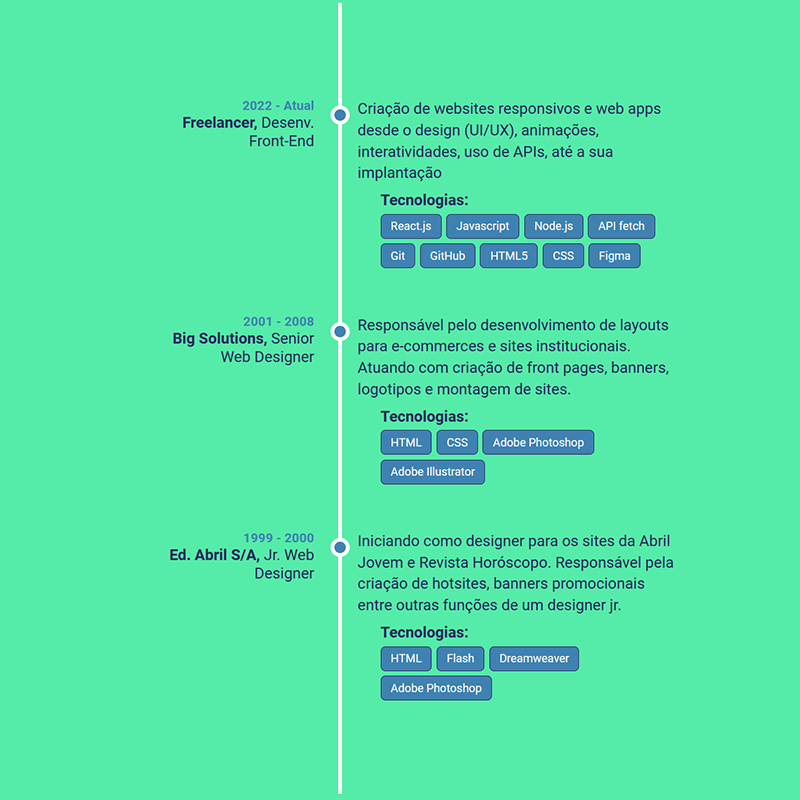 2022 - Atual
Freelancer, Desenv.
Front-End
Criação de websites responsivos e web apps
desde o design (UI/UX), animações,
interatividades, uso de APIs, até a sua
implantação
Tecnologias:
React.js Javascript Node.js API fetch
Git GitHub HTML5 CSS Figma
2001 - 2008
Big Solutions, Senior
Web Designer
Responsável pelo desenvolvimento de layouts
para e-commerces e sites institucionais.
Atuando com criação de front pages, banners,
logotipos e montagem de sites.
Tecnologias:
HTML CSS Adobe Photoshop
Adobe Illustrator
1999 - 2000
Ed. Abril S/A, Jr. Web
Designer
Iniciando como designer para os sites da Abril
Jovem e Revista Horóscopo. Responsável pela
criação de hotsites, banners promocionais
entre outras funções de um designer jr.
Tecnologias:
HTML Flash Dreamweaver
Adobe Photoshop